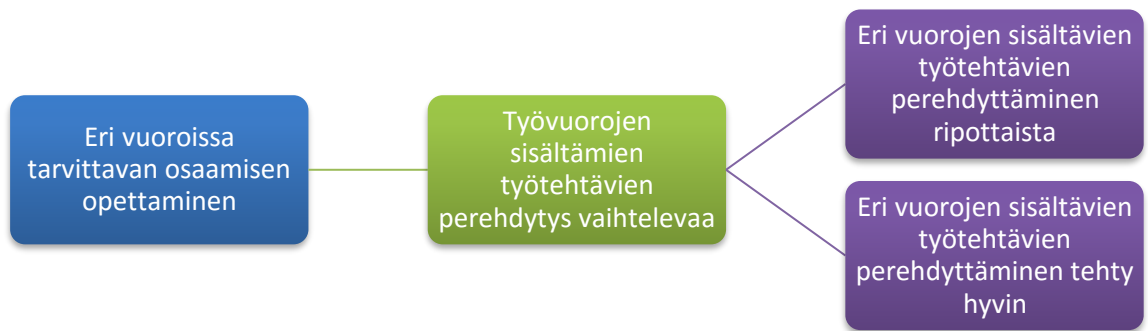 Eri vuoroissa
tarvittavan osaamisen
opettaminen
Työvuorojen
sisältämien
työtehtävien
perehdytys vaihtelevaa
Eri vuorojen sisältävien
työtehtävien
perehdyttäminen
ripottaista
Eri vuorojen sisältävien
työtehtävien
perehdyttäminen tehty
hyvin